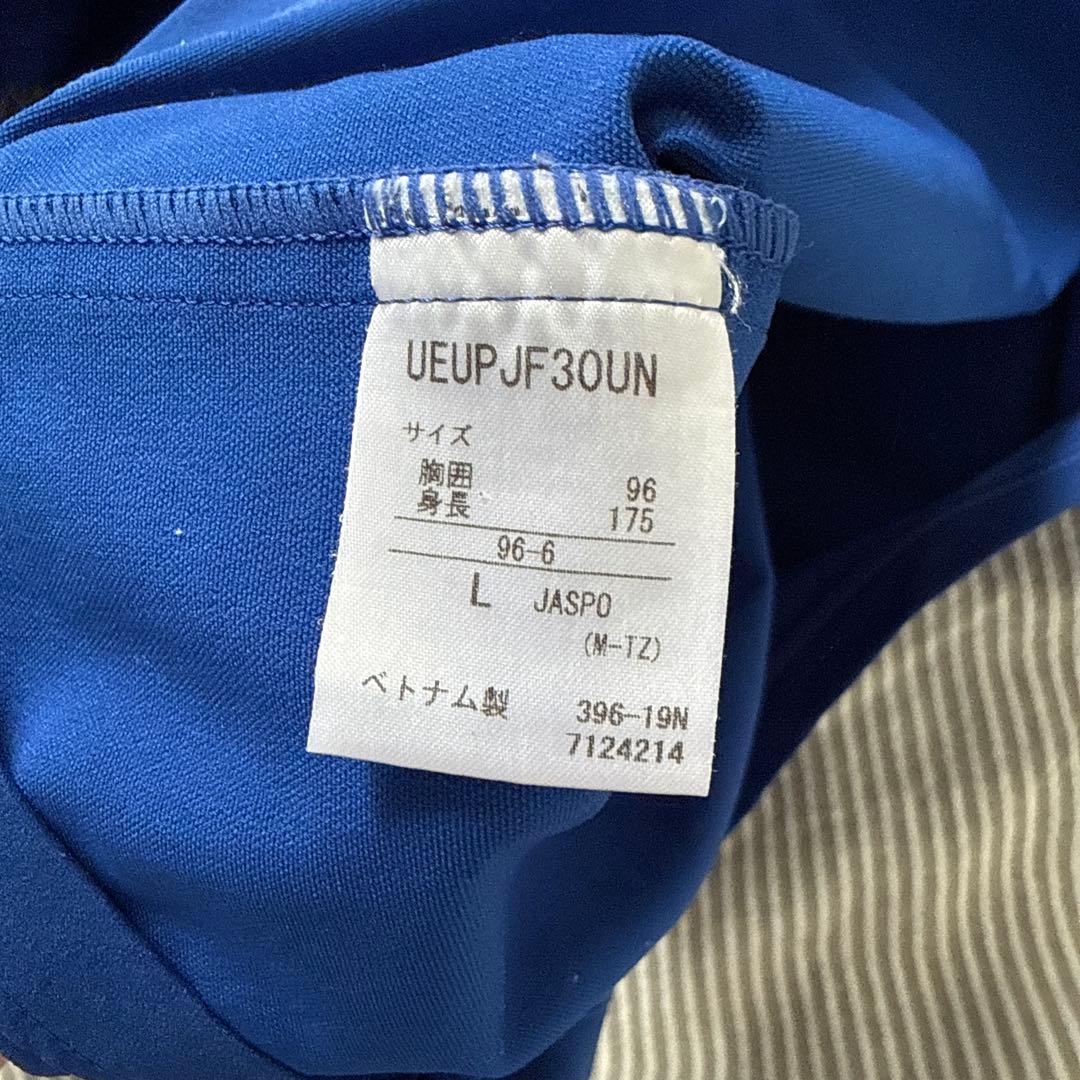 UEUPJF30UN
サイズ
胸囲 96
身長 175
96-6
L JASPO
(M-TZ)
ベトナム製 396-19N
7124214